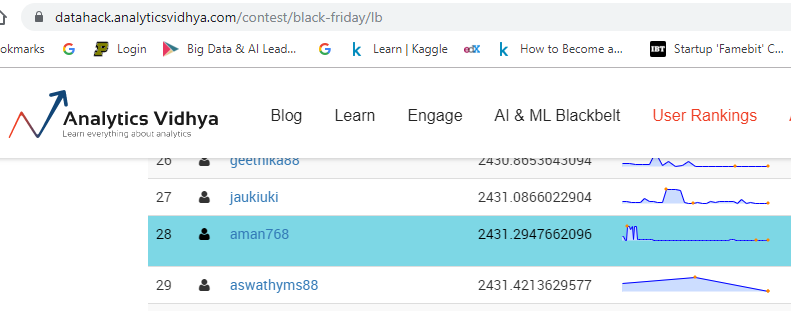 datahack.analyticsvidhya.com/contest/black-friday/lb
okmarks Login Big Data & AI Lead... Learn | Kaggle edX How to Become a... IBT Startup 'Famebit' C...
Analytics Vidhya
Learn everything about analytics
Blog Learn Engage AI & ML Blackbelt User Rankings
26 geethika88 2430.8653643094
27 jaukiuki 2431.0866022904
28 aman768 2431.2947662096
29 aswathyms88 2431.4213629577